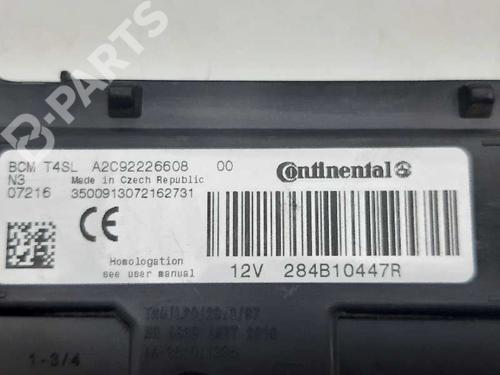 BPARTS
BCM T4SL A2C92226608 00
N3 Made in Czech Republic
07216 3500913072162731
Continental
CE
Homologation
see user manual
12V 284B10447R
1-3/4